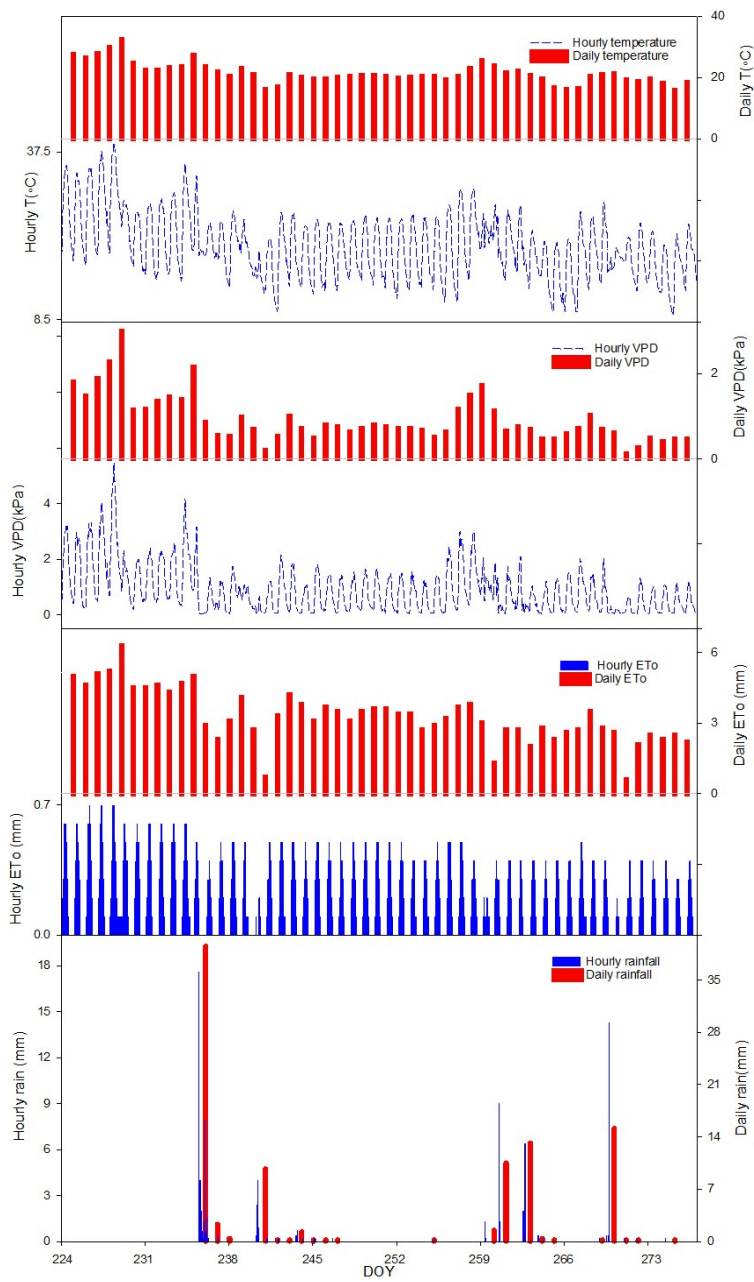 40
Hourly temperature
Daily Temperature
20
Daily T(◦C)
0
37.5
Hourly T(◦C)
8.5
Hourly VPD
Daily VPD
2
Daily VPD(kPa)
0
4
Hourly VPD(kPa)
2
0
6
Hourly ETo
Daily ETo
3
Daily ETo (mm)
0
0.7
Hourly ETo (mm)
0.0
18
Hourly rainfall
Daily rainfall
35
15
28
12
Hourly rain (mm)
21
Daily rain(mm)
9
14
6
7
3
0
0
224 231 238 245 252 259 266 273
DOY